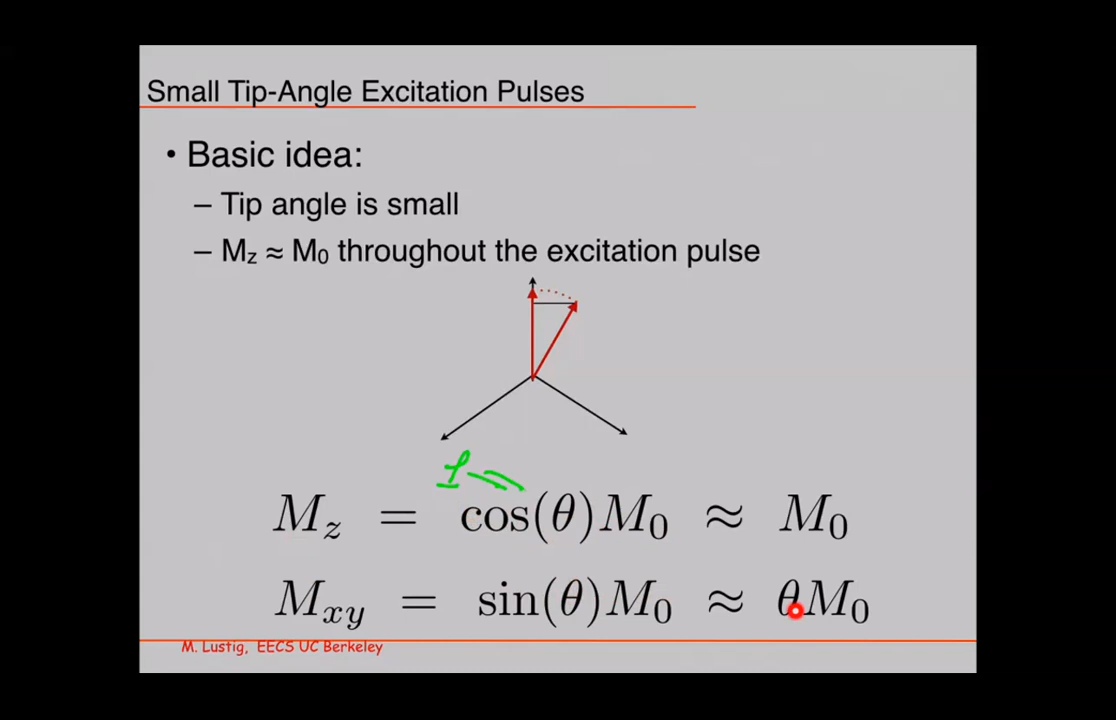 Small Tip-Angle Excitation Pulses
• Basic idea:
– Tip angle is small
– Mz ≈ M0 throughout the excitation pulse
Mz = cos(θ)M0 ≈ M0
Mxy = sin(θ)M0 ≈ θM0
M. Lustig, EECS UC Berkeley